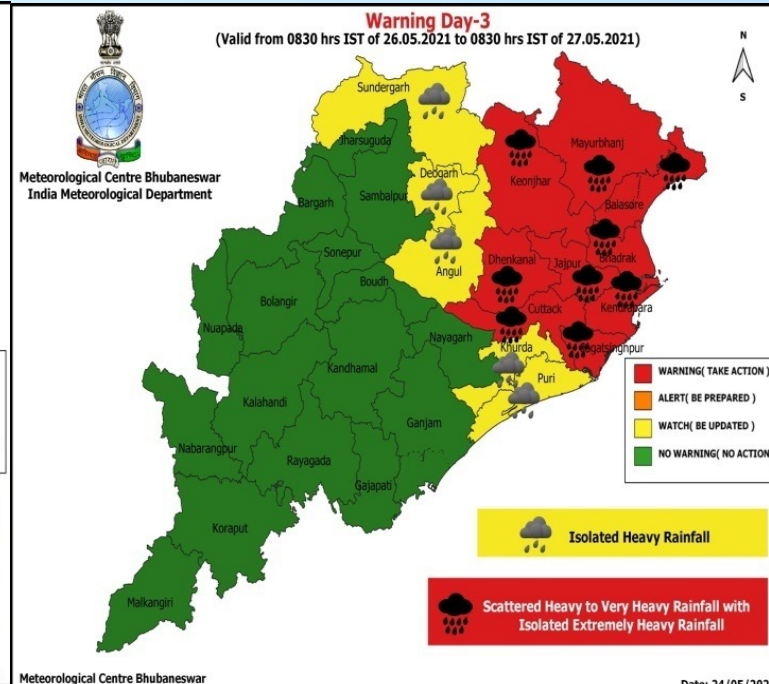 Warning Day-3
(Valid from 0830 hrs IST of 26.05.2021 to 0830 hrs IST of 27.05.2021)
N
S
Meteorological Centre Bhubaneswar
India Meteorological Department
Sundergarh
Jharsuguda
Deogarh
Keonjhar
Mayurbhanj
Balasore
Bargarh
Sambalpur
Sonepur
Angul
Dhenkanal
Jajpur
Bhadrak
Boudh
Bolangir
Cuttack
Kendrapara
Nuapada
Nayagarh
Khurda
Jagatsinghpur
Kandhamal
Puri
Kalahandi
Ganjam
Nabarangpur
Rayagada
Gajapati
Koraput
Malkangiri
WARNING( TAKE ACTION )
ALERT( BE PREPARED )
WATCH( BE UPDATED )
NO WARNING( NO ACTION
Isolated Heavy Rainfall
Scattered Heavy to Very Heavy Rainfall with
Isolated Extremely Heavy Rainfall
Meteorological Centre Bhubaneswar
Date: 24/05/202